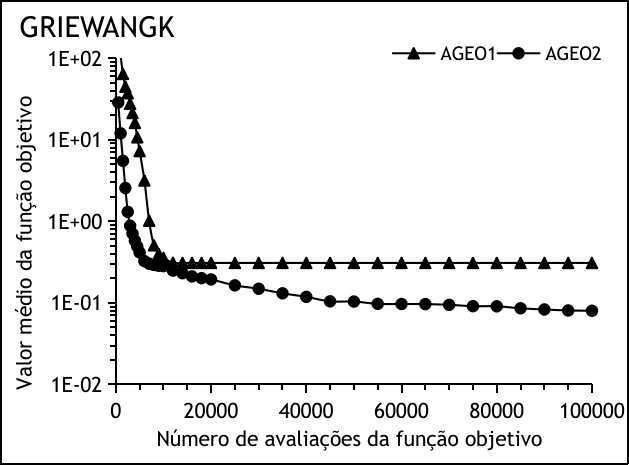 GRIEWANGK
AGEO1 AGEO2
1E+02
1E+01
1E+00
1E-01
1E-02
Valor médio da função objetivo
0 20000 40000 60000 80000 100000
Número de avaliações da função objetivo